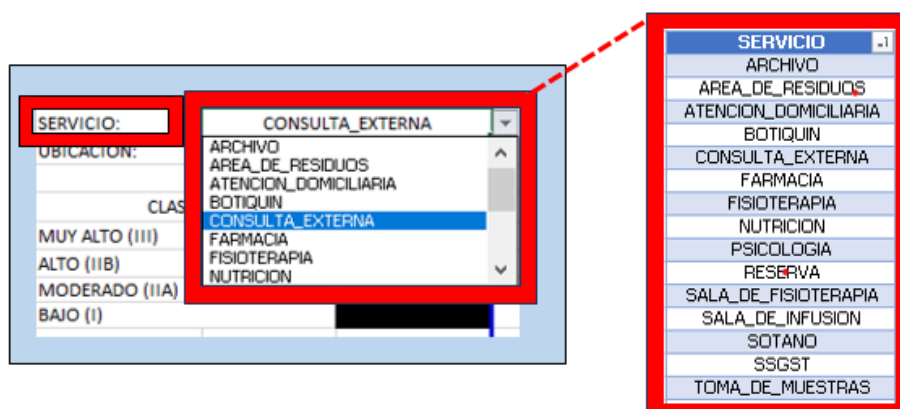 SERVICIO:
CONSULTA_EXTERNA
UBICACION:
ARCHIVO
AREA_DE_RESIDUOS
ATENCION_DOMICILIARIA
BOTIQUIN
CONSULTA_EXTERNA
FARMACIA
FISIOTERAPIA
NUTRICION
CLAS
MUY ALTO (III)
ALTO (IIB)
MODERADO (IIA)
BAJO (I)
SERVICIO
ARCHIVO
AREA_DE_RESIDUOS
ATENCION_DOMICILIARIA
BOTIQUIN
CONSULTA_EXTERNA
FARMACIA
FISIOTERAPIA
NUTRICION
PSICOLOGIA
RESERVA
SALA_DE_FISIOTERAPIA
SALA_DE_INFUSION
SOTANO
SSGST
TOMA_DE_MUESTRAS